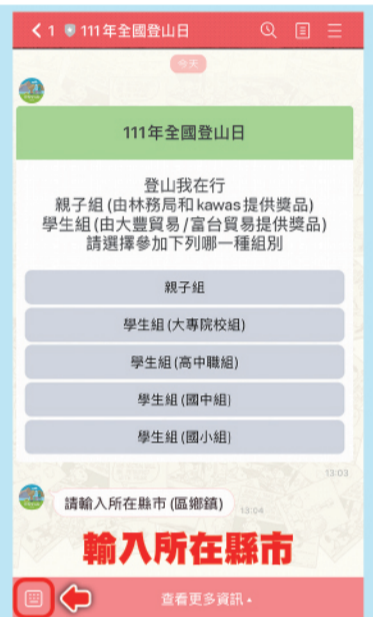 1 111年全國登山日
今天
111年全國登山日
登山我在行
親子組(由林務局和kawas提供獎品)
學生組(由大豐貿易/富台貿易提供獎品)
請選擇參加下列哪一種組別
親子組
學生組(大專院校組)
學生組(高中職組)
學生組(國中組)
學生組(國小組)
13:03
請輸入所在縣市(區鄉鎮)
13:04
輸入所在縣市
查看更多資訊